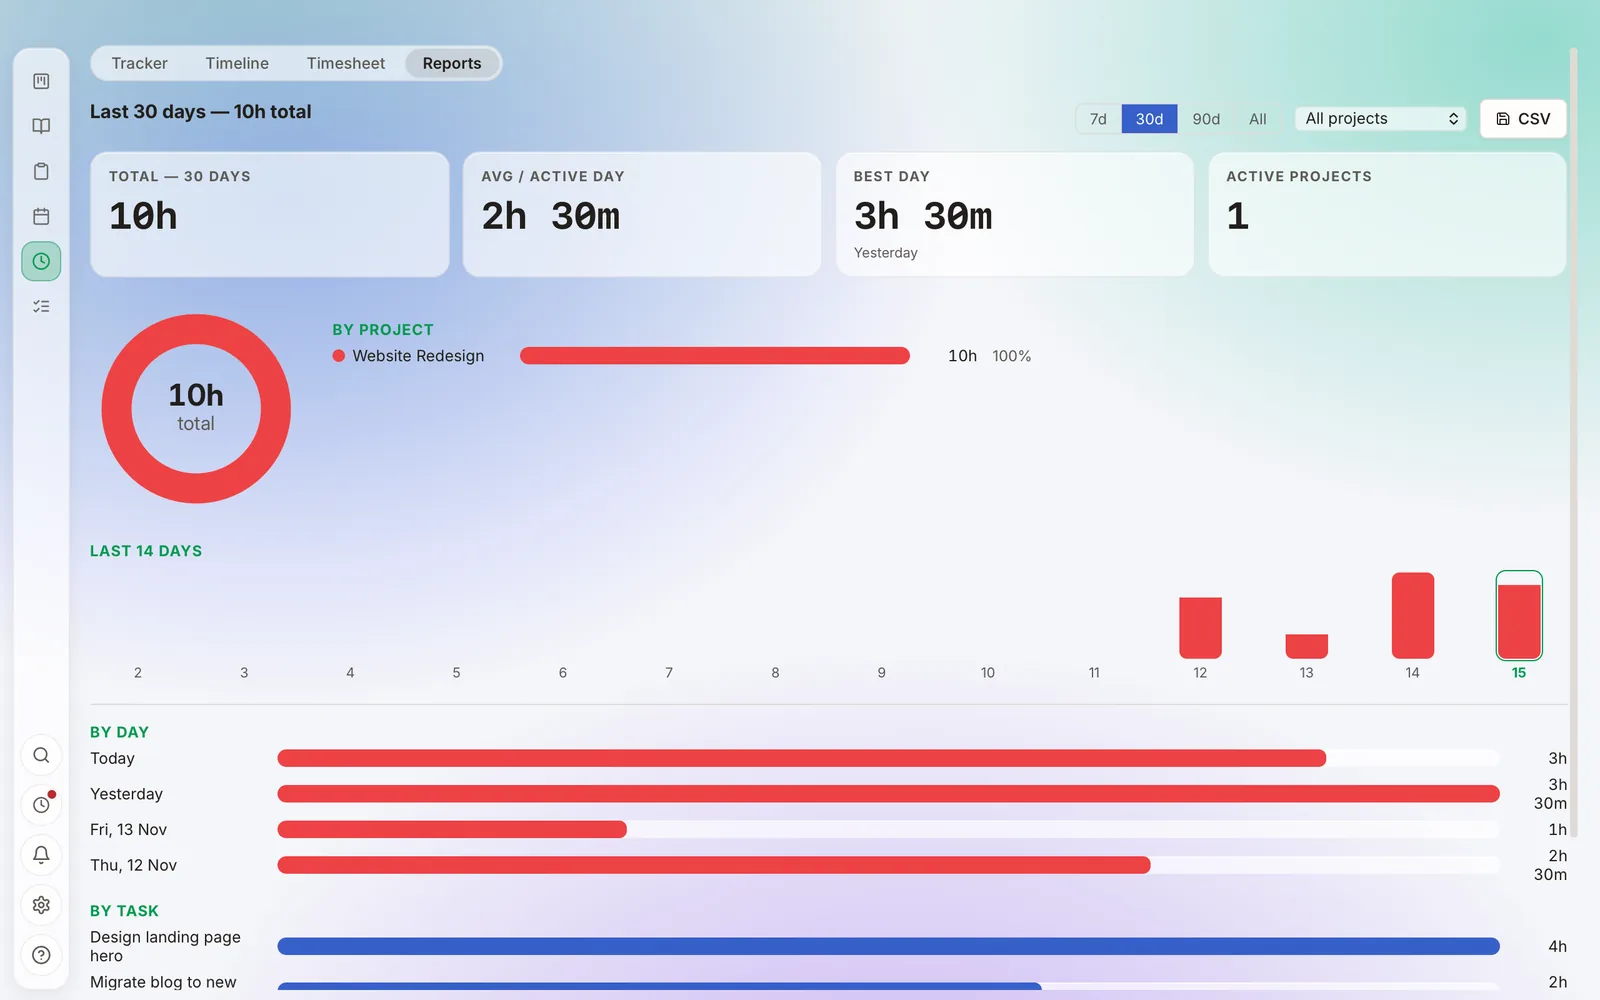 Tracker Timeline Timesheet Reports
Last 30 days — 10h total
7d 30d 90d All
All projects
CSV
TOTAL — 30 DAYS
10h
AVG / ACTIVE DAY
2h 30m
BEST DAY
3h 30m
Yesterday
ACTIVE PROJECTS
1
10h
total
BY PROJECT
Website Redesign 10h 100%
LAST 14 DAYS
2 3 4 5 6 7 8 9 10 11 12 13 14 15
BY DAY
Today 3h
Yesterday 3h
30m
Fri, 13 Nov 1h
Thu, 12 Nov 2h
30m
BY TASK
Design landing page
hero 4h
Migrate blog to new 2h